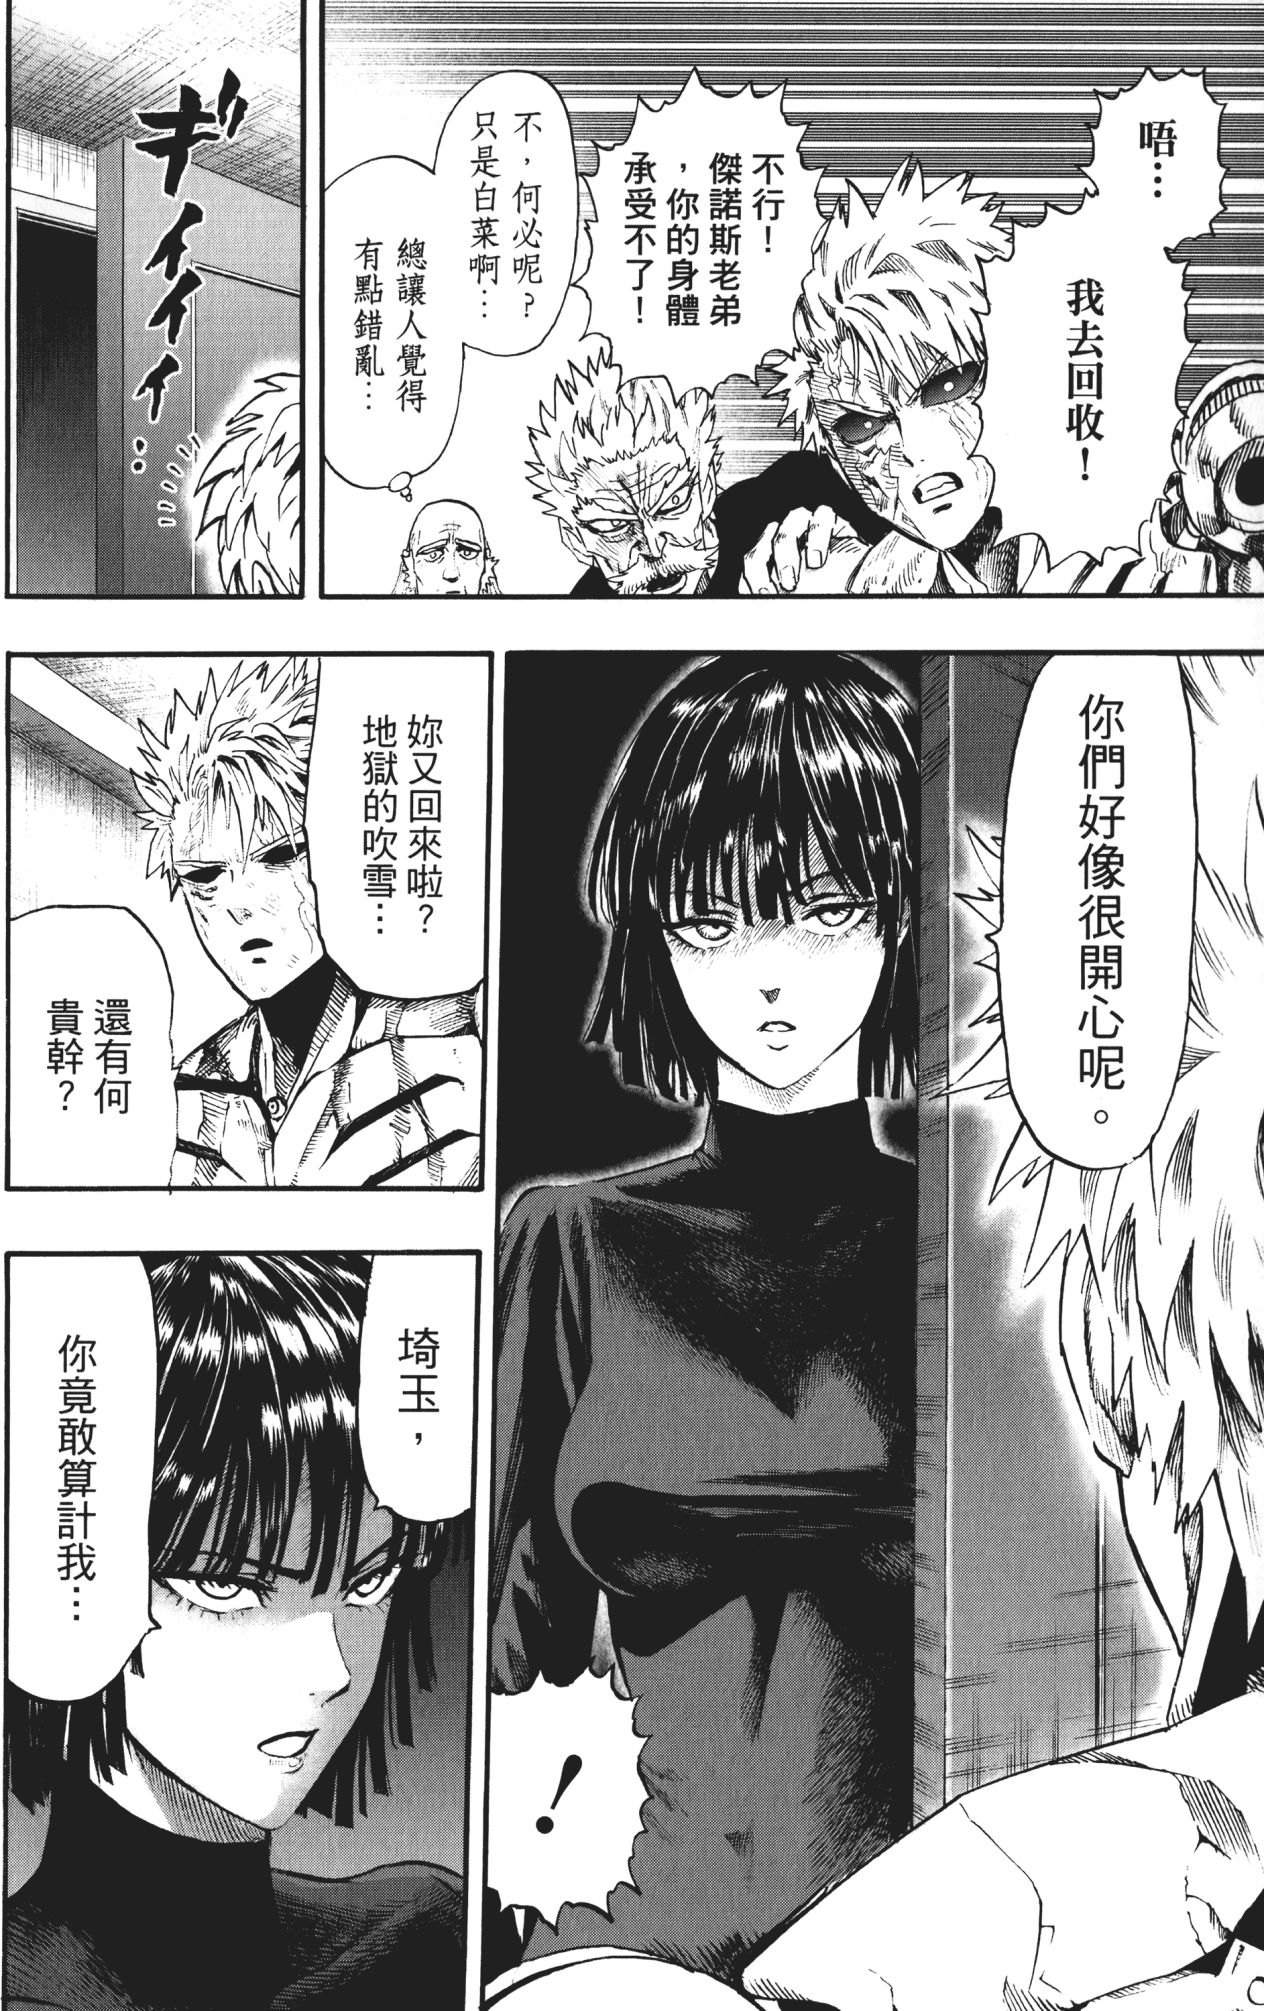 唔…
我去回收！
不行！
傑諾斯老弟
，你的身體
承受不了！
不，何必呢？
只是白菜啊…
總讓人覺得
有點錯亂…
ギィィィィ…
你們好像很開心呢。
！
妳又回來啦？
地獄的吹雪…
還有何
貴幹？
埼玉，
你竟敢算計我…